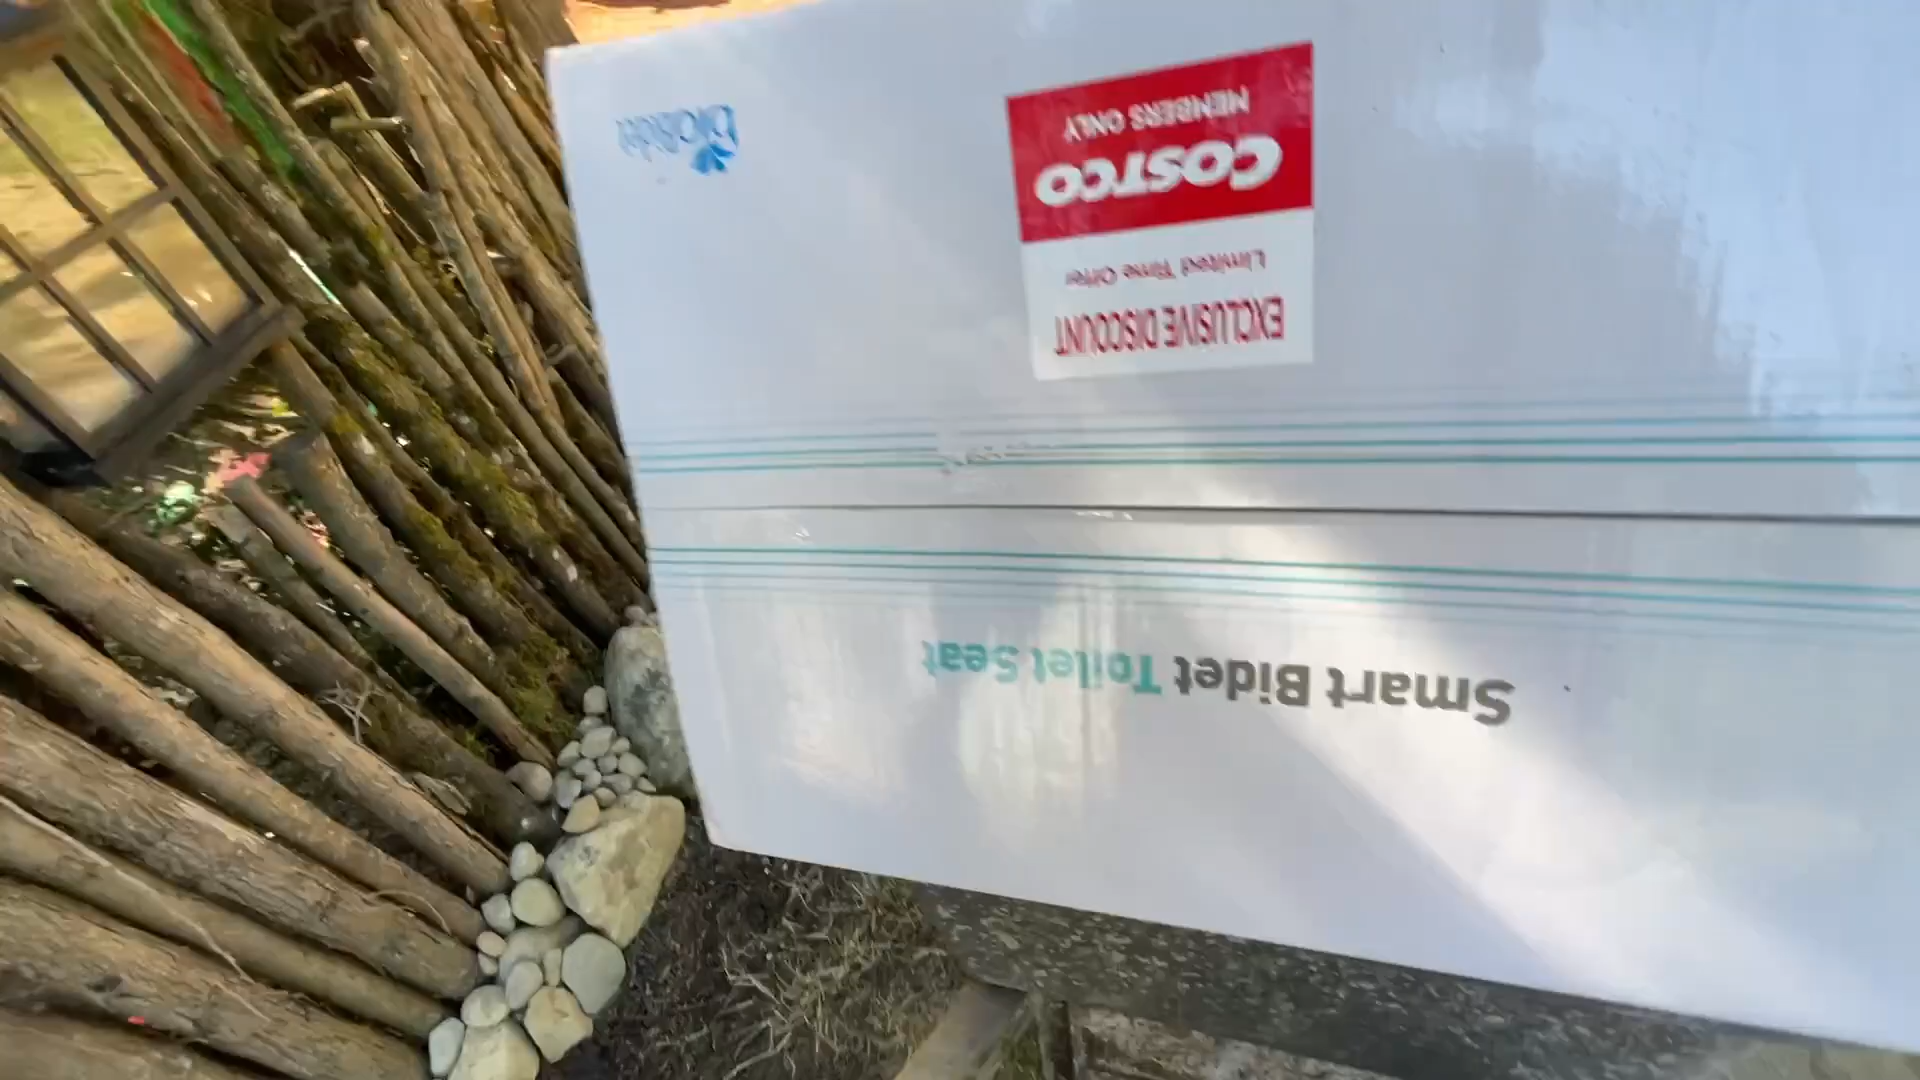 Smart Bidet Toilet Seat
EXCLUSIVE DISCOUNT
Limited Time Offer
COSTCO
MEMBERS ONLY